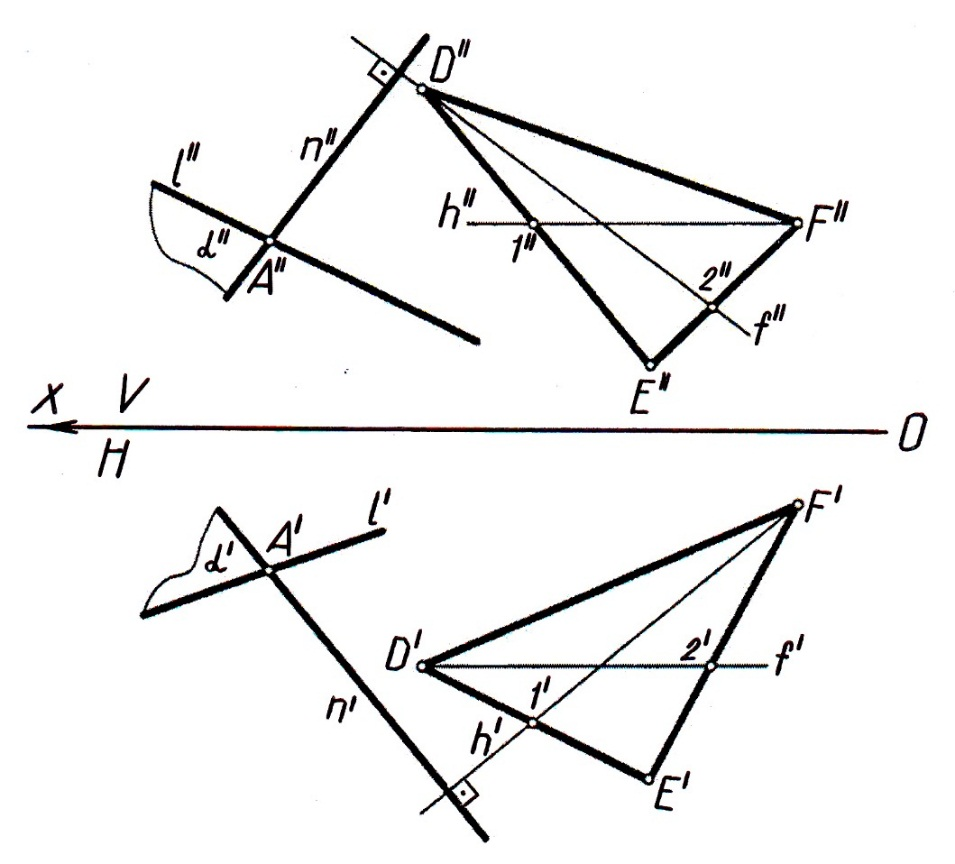 D"
n"
l"
h"
F"
α"
1"
A"
2"
f"
E"
X
V
O
H
F'
A'
l'
α'
D'
2'
f'
n'
1'
h'
E'